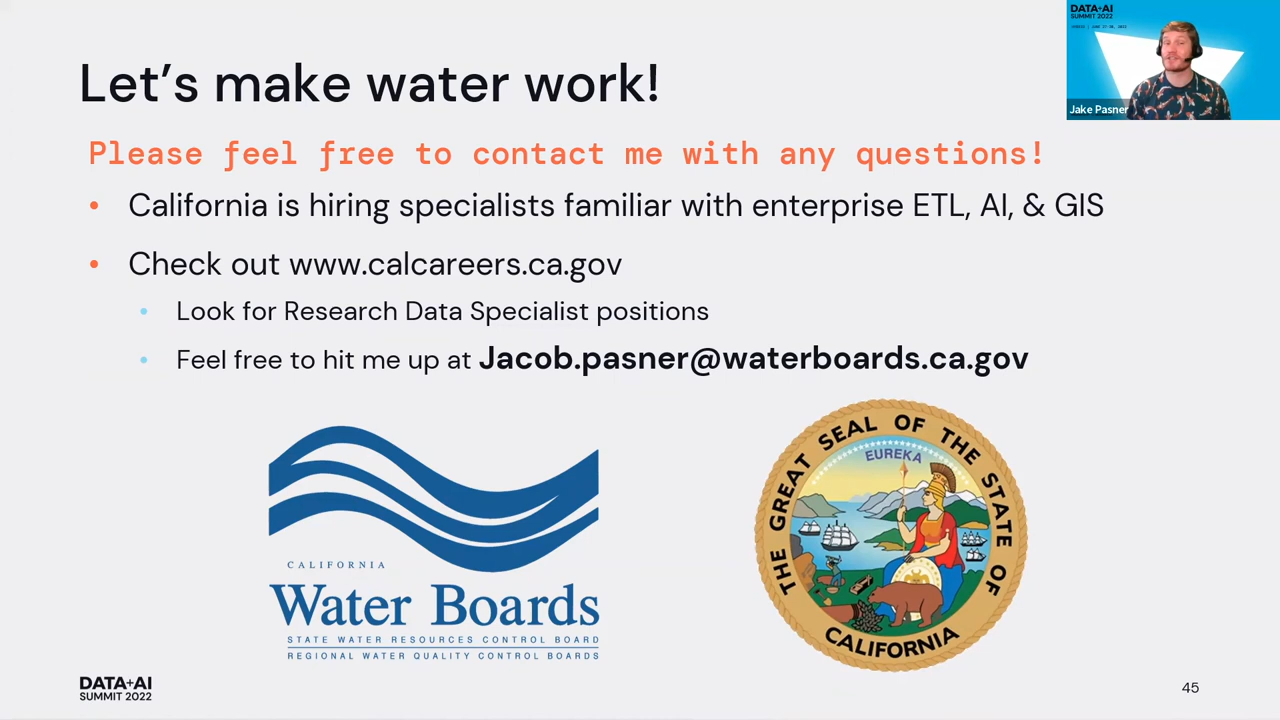 Let's make water work!
Please feel free to contact me with any questions!
• California is hiring specialists familiar with enterprise ETL, AI, & GIS
• Check out www.calcareers.ca.gov
• Look for Research Data Specialist positions
• Feel free to hit me up at Jacob.pasner@waterboards.ca.gov
DATA+AI
SUMMIT 2022
Jake Pasner
CALIFORNIA
Water Boards
STATE WATER RESOURCES CONTROL BOARD
REGIONAL WATER QUALITY CONTROL BOARDS
THE GREAT SEAL OF THE STATE OF CALIFORNIA
EUREKA
DATA+AI
SUMMIT 2022
45